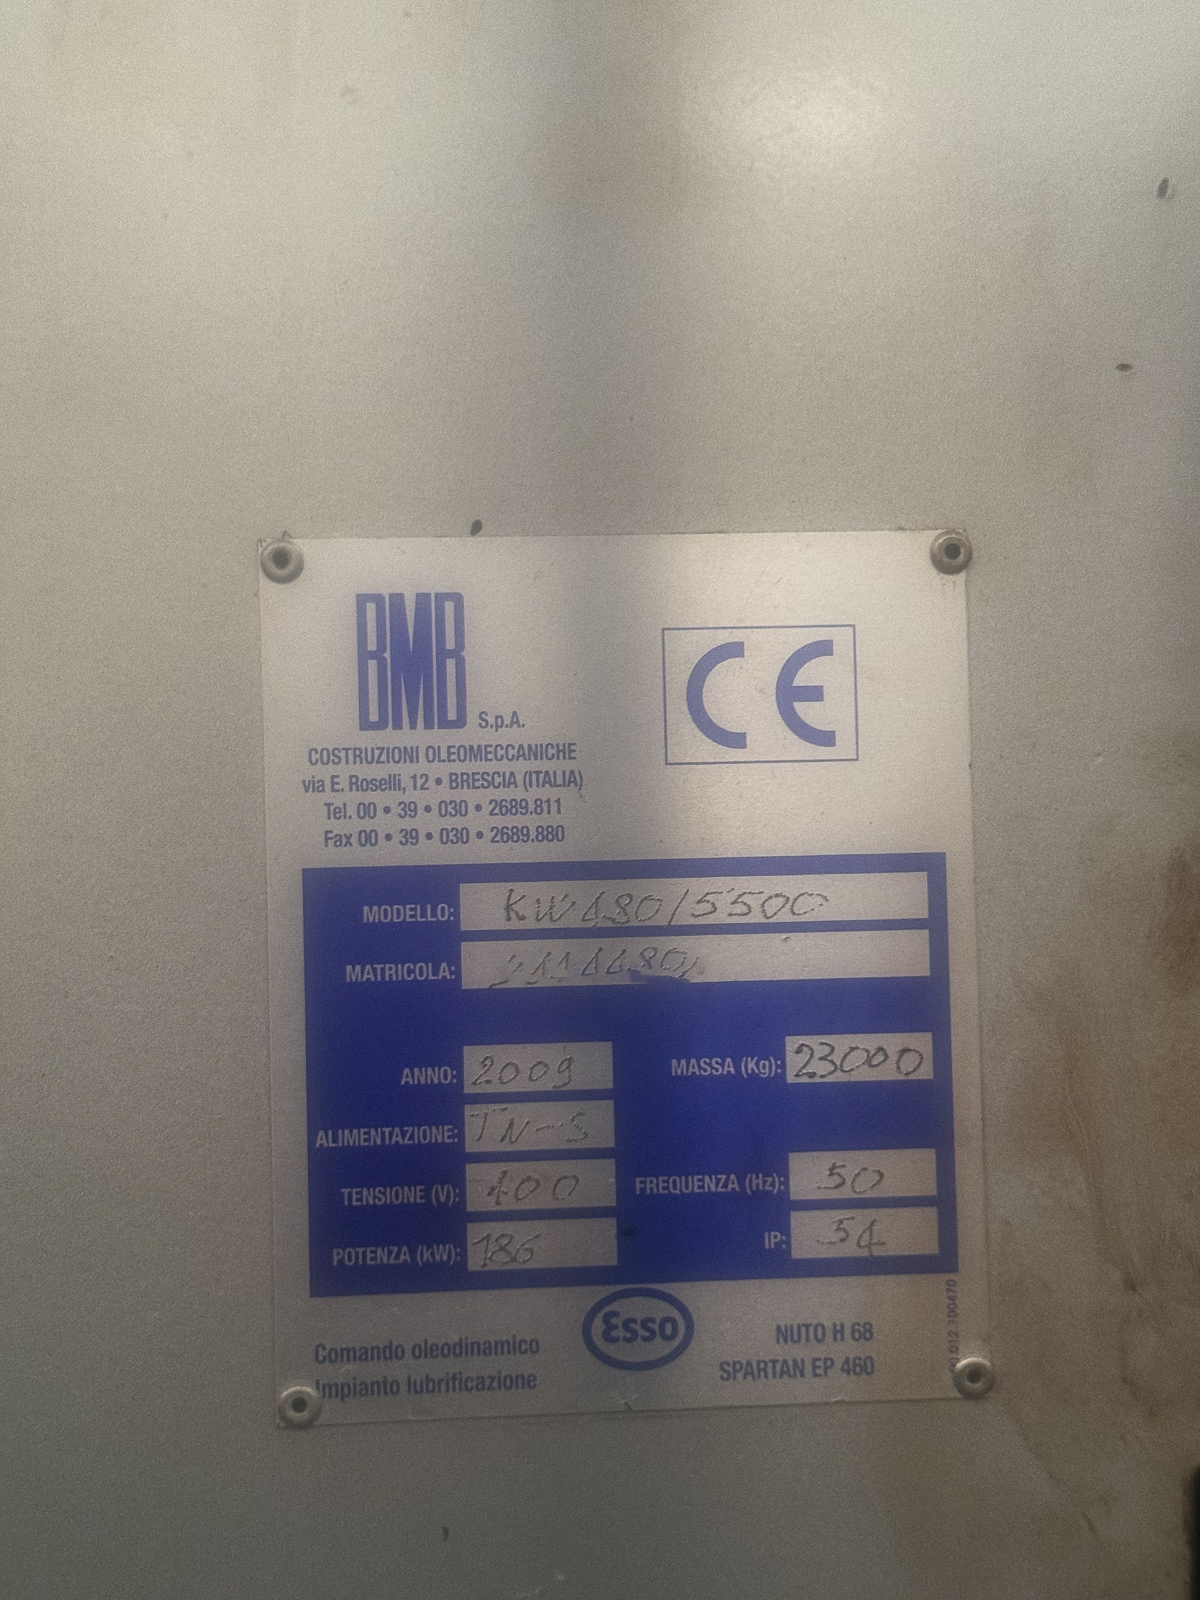 BMB S.p.A.
COSTRUZIONI OLEOMECCANICHE
via E. Roselli, 12 • BRESCIA (ITALIA)
Tel. 00 • 39 • 030 • 2689.811
Fax 00 • 39 • 030 • 2689.880
CE
MODELLO: KW480/5500
MATRICOLA:
ANNO: 2009
MASSA (Kg): 23000
ALIMENTAZIONE: TN-S
TENSIONE (V): 400
FREQUENZA (Hz): 50
POTENZA (kW): 186
IP: 54
Comando oleodinamico
Esso
NUTO H 68
Impianto lubrificazione
SPARTAN EP 460